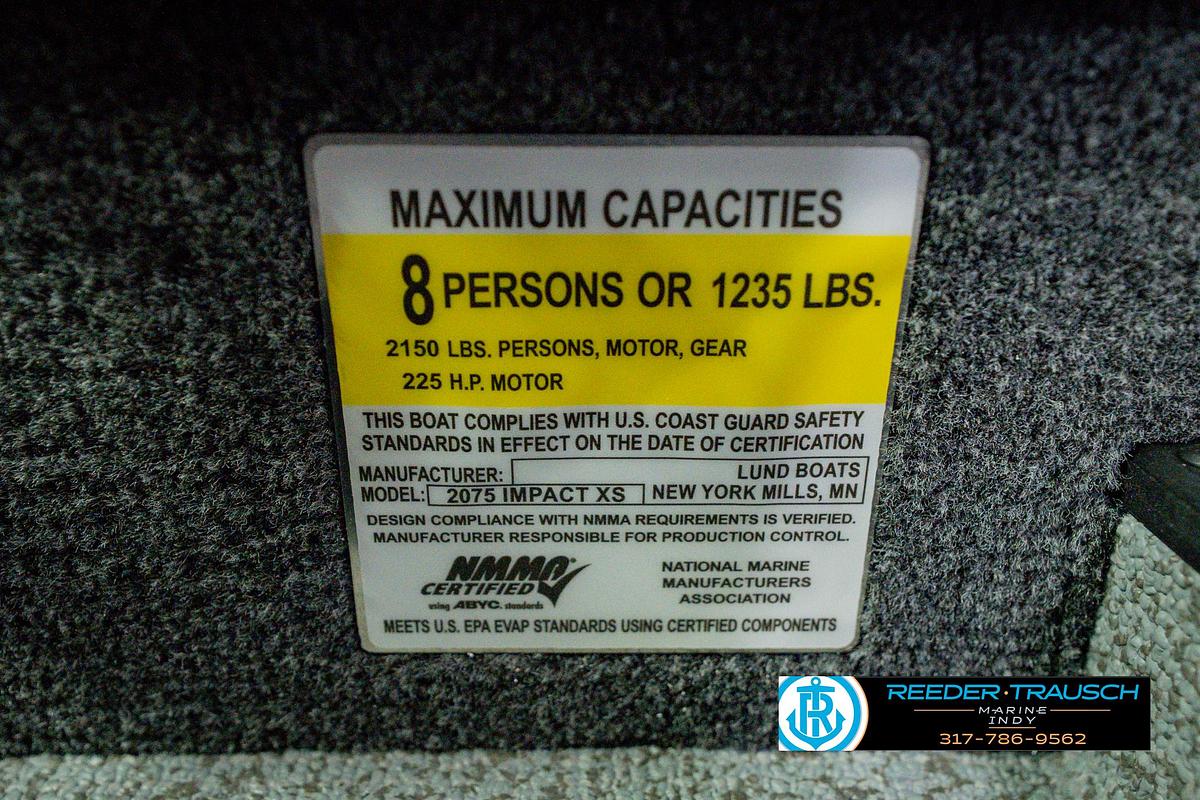 MAXIMUM CAPACITIES
8 PERSONS OR 1235 LBS.
2150 LBS. PERSONS, MOTOR, GEAR
225 H.P. MOTOR
THIS BOAT COMPLIES WITH U.S. COAST GUARD SAFETY
STANDARDS IN EFFECT ON THE DATE OF CERTIFICATION
MANUFACTURER: LUND BOATS
MODEL: 2075 IMPACT XS NEW YORK MILLS, MN
DESIGN COMPLIANCE WITH NMMA REQUIREMENTS IS VERIFIED.
MANUFACTURER RESPONSIBLE FOR PRODUCTION CONTROL.
NMMA®
CERTIFIED
using ABYC. standards
NATIONAL MARINE
MANUFACTURERS
ASSOCIATION
MEETS U.S. EPA EVAP STANDARDS USING CERTIFIED COMPONENTS
TR
REEDER·TRAUSCH
MARINE
INDY
317-786-9562